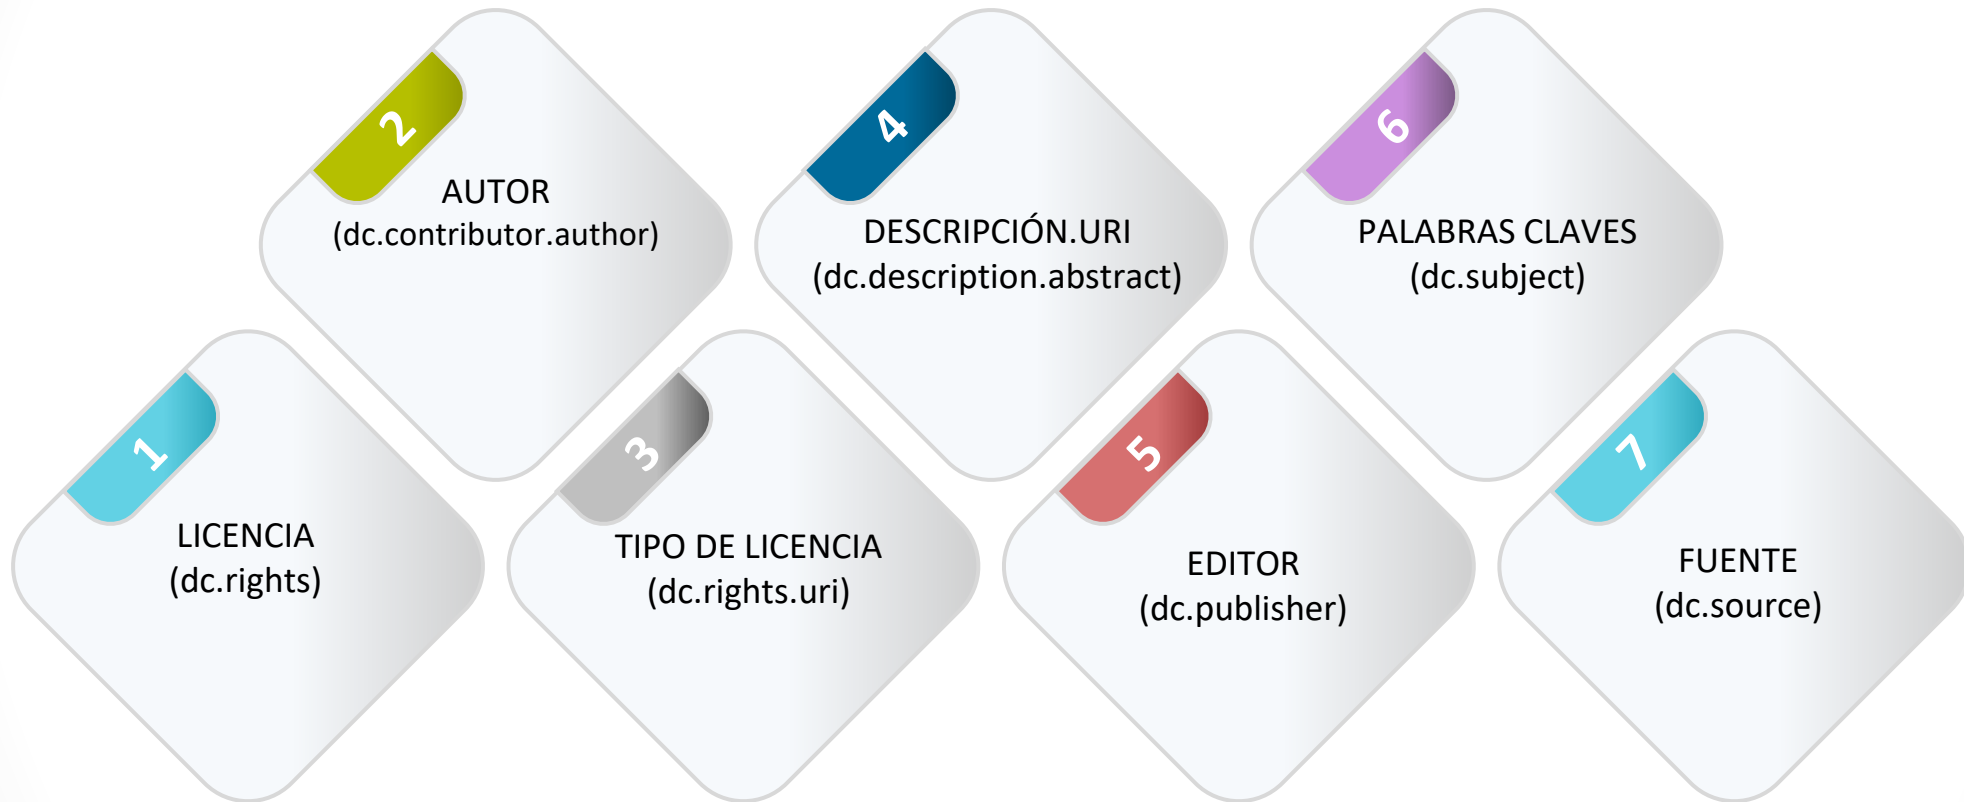 1
LICENCIA
(dc.rights)
2
AUTOR
(dc.contributor.author)
3
TIPO DE LICENCIA
(dc.rights.uri)
4
DESCRIPCIÓN.URI
(dc.description.abstract)
5
EDITOR
(dc.publisher)
6
PALABRAS CLAVES
(dc.subject)
7
FUENTE
(dc.source)